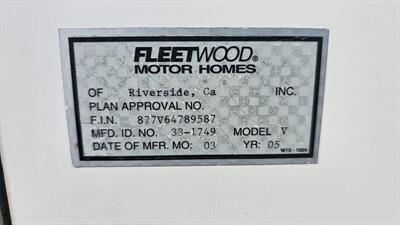 FLEETWOOD®
MOTOR HOMES
OF Riverside, Ca INC.
PLAN APPROVAL NO.
F.I.N. 877V64789587
MFD. ID. NO. 33-1749 MODEL V
DATE OF MFR. MO: 03 YR: 05